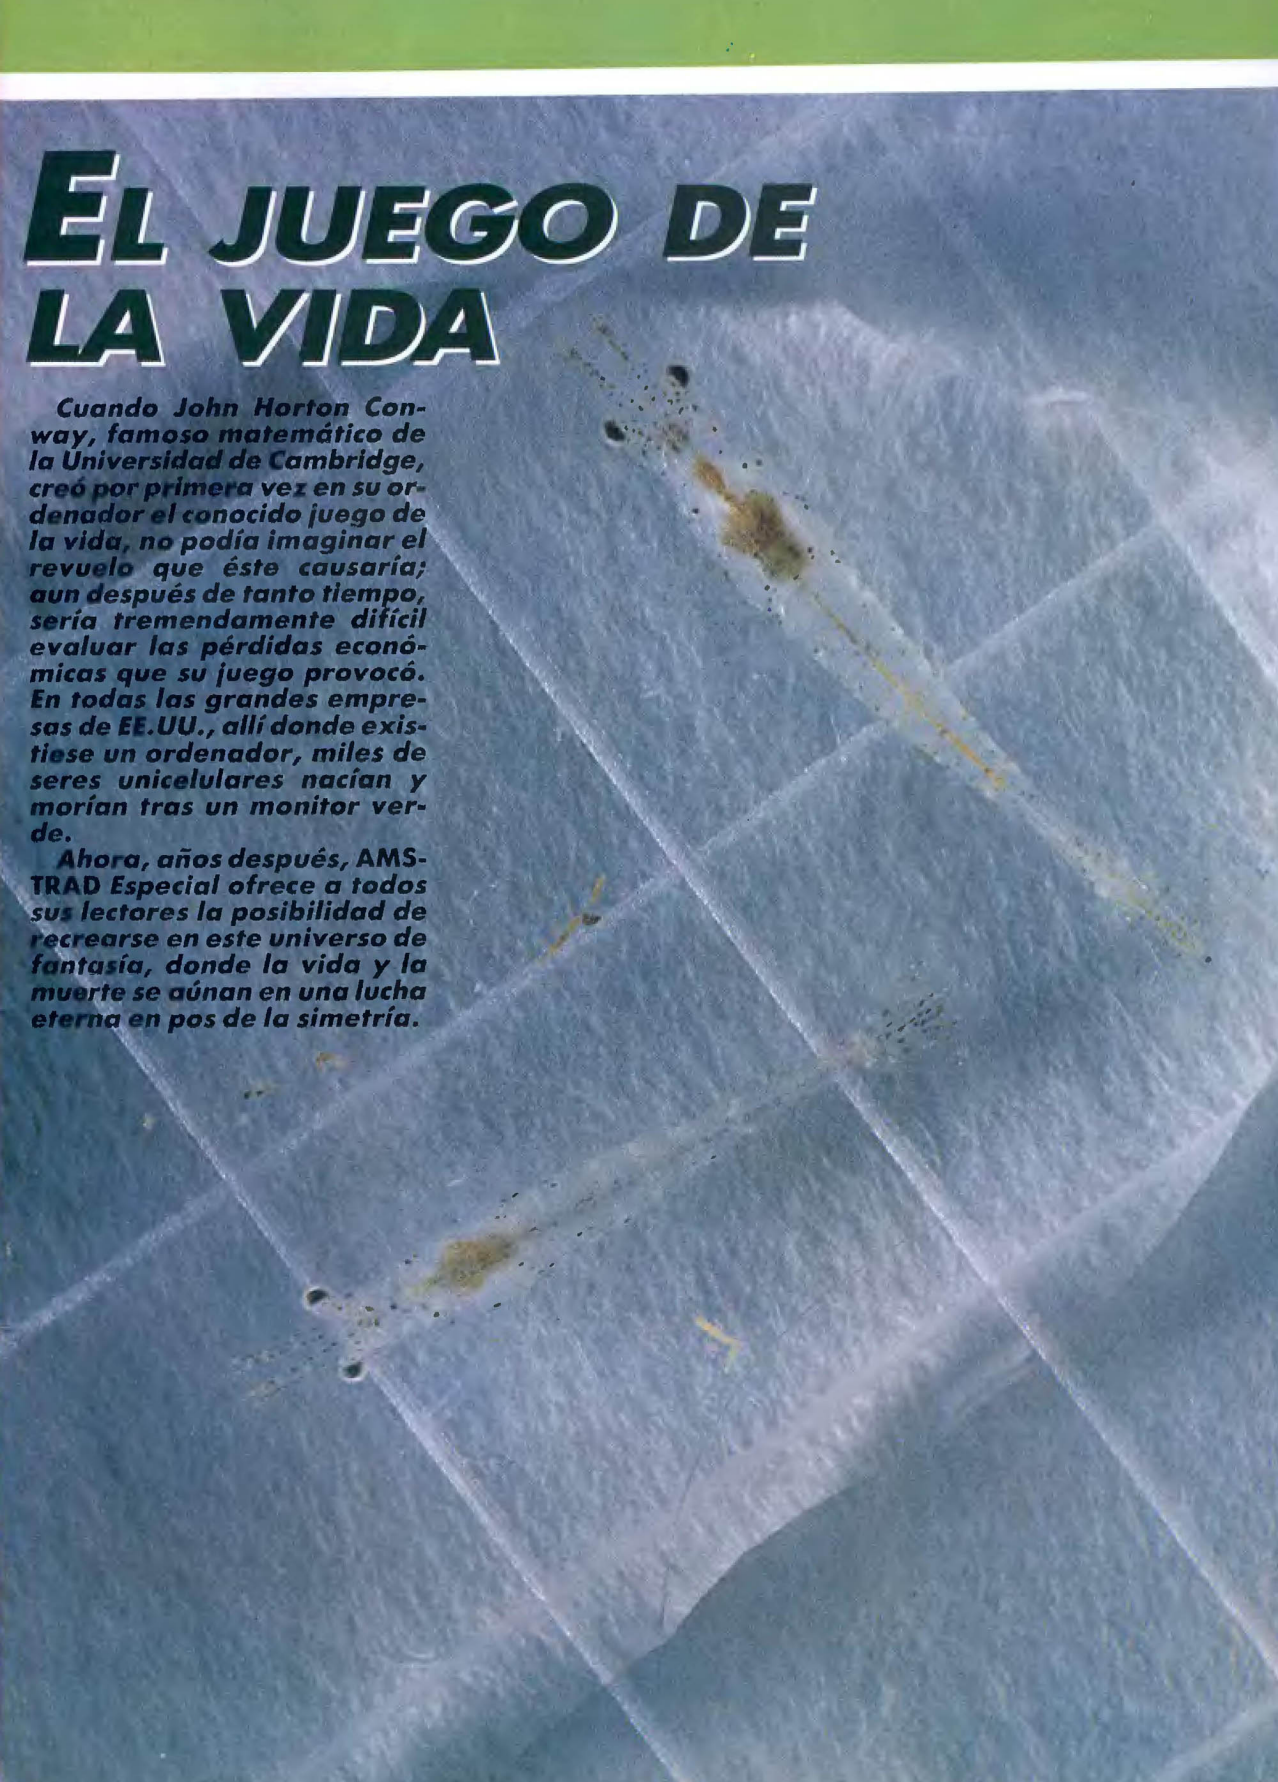 EL JUEGO DE
LA VIDA
Cuando John Horton Con-
way, famoso matemático de
la Universidad de Cambridge,
creó por primera vez en su or-
denador el conocido juego de
la vida, no podía imaginar el
revuelo que éste causaría;
aun después de tanto tiempo,
sería tremendamente difícil
evaluar las pérdidas econó-
micas que su juego provocó.
En todas las grandes empre-
sas de EE.UU., allí donde exis-
tiese un ordenador, miles de
seres unicelulares nacían y
morían tras un monitor ver-
de.
Ahora, años después, AMS-
TRAD Especial ofrece a todos
sus lectores la posibilidad de
recrearse en este universo de
fantasía, donde la vida y la
muerte se aúnan en una lucha
eterna en pos de la simetría.